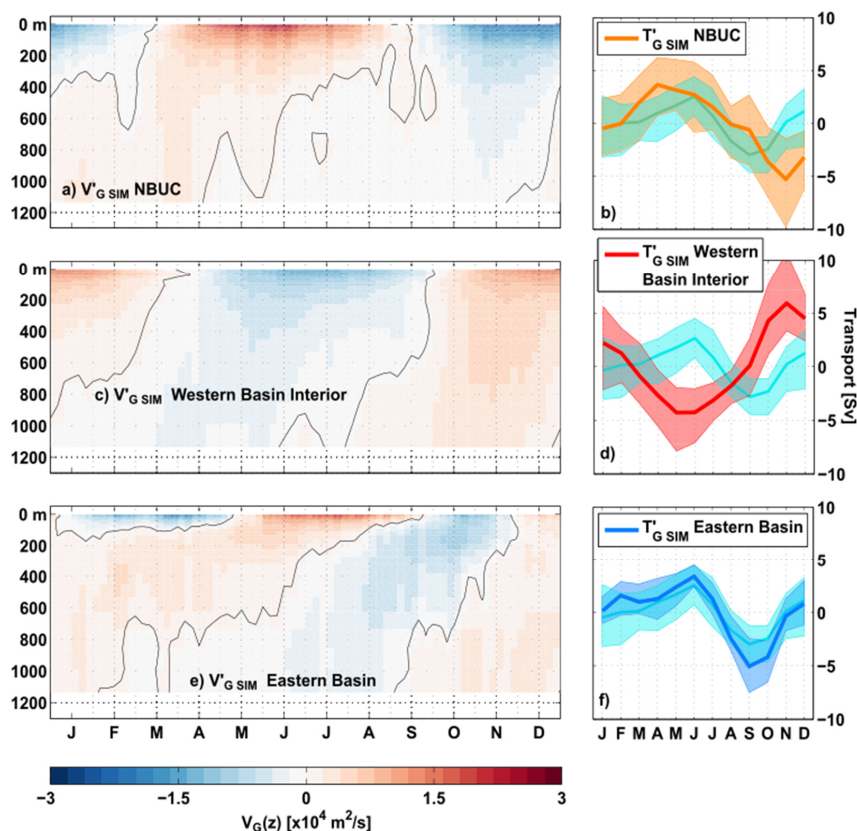 0 m
200
400
600
800
1000
1200
a) V'G SIM NBUC
T'G SIM NBUC
10
5
0
−5
−10
b)
0 m
200
400
600
800
1000
1200
c) V'G SIM Western Basin Interior
T'G SIM Western
Basin Interior
10
5
0
−5
−10
d)
Transport [Sv]
0 m
200
400
600
800
1000
1200
e) V'G SIM Eastern Basin
J F M A M J J A S O N D
T'G SIM Eastern Basin
10
5
0
−5
−10
f)
J F M A M J J A S O N D
−3 −1.5 0 1.5 3
VG(z) [x10⁴ m²/s]